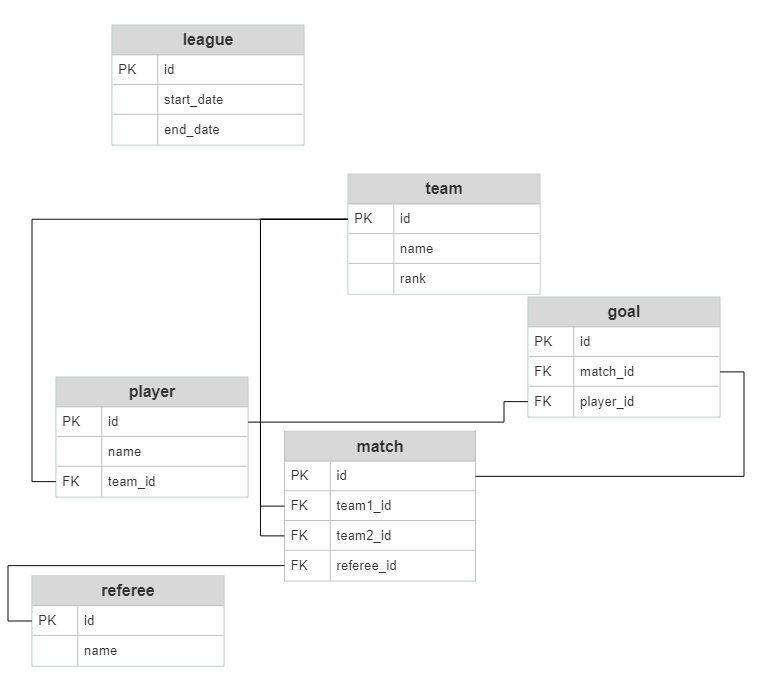 league
PK id
start_date
end_date
team
PK id
name
rank
goal
PK id
FK match_id
FK player_id
player
PK id
name
FK team_id
match
PK id
FK team1_id
FK team2_id
FK referee_id
referee
PK id
name